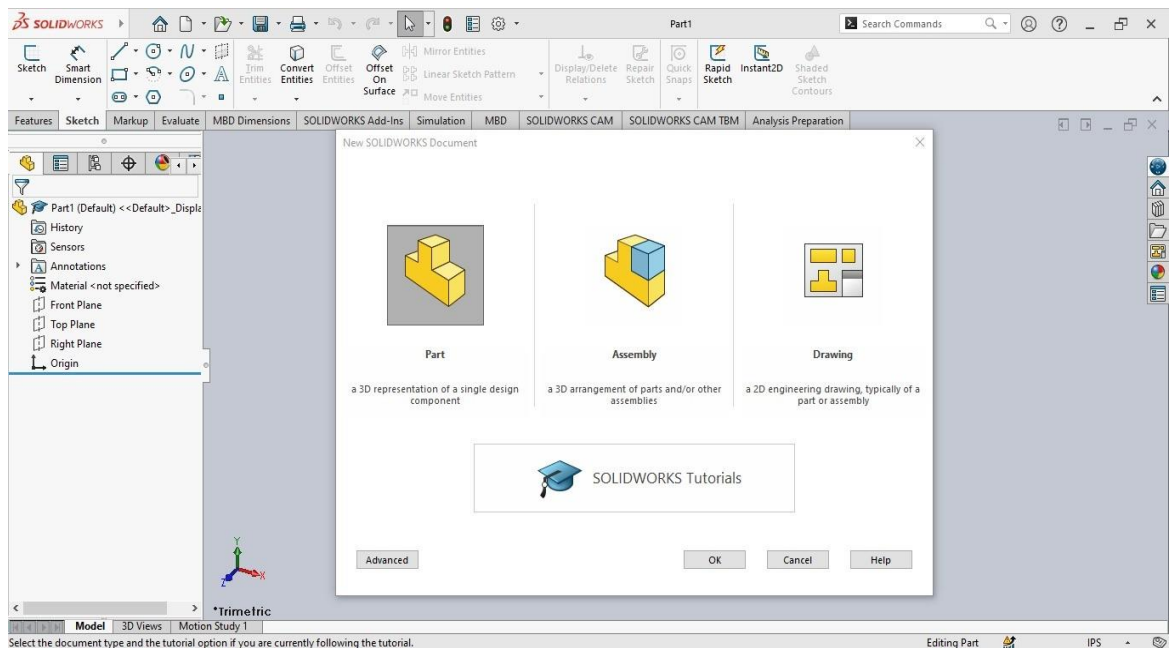 SOLIDWORKS
Part1
Search Commands
Sketch
Smart Dimension
Trim Entities
Convert Entities
Offset Entities
Offset On Surface
Mirror Entities
Linear Sketch Pattern
Move Entities
Display/Delete Relations
Repair Sketch
Quick Snaps
Rapid Sketch
Instant2D
Shaded Sketch Contours
Features Sketch Markup Evaluate MBD Dimensions SOLIDWORKS Add-Ins Simulation MBD SOLIDWORKS CAM SOLIDWORKS CAM TBM Analysis Preparation
Part1 (Default) <<Default>_Displa
History
Sensors
Annotations
Material <not specified>
Front Plane
Top Plane
Right Plane
Origin
New SOLIDWORKS Document
Part
a 3D representation of a single design
component
Assembly
a 3D arrangement of parts and/or other
assemblies
Drawing
a 2D engineering drawing, typically of a
part or assembly
SOLIDWORKS Tutorials
Advanced OK Cancel Help
Y
X
Z
*Trimetric
Model 3D Views Motion Study 1
Select the document type and the tutorial option if you are currently following the tutorial.
Editing Part
IPS